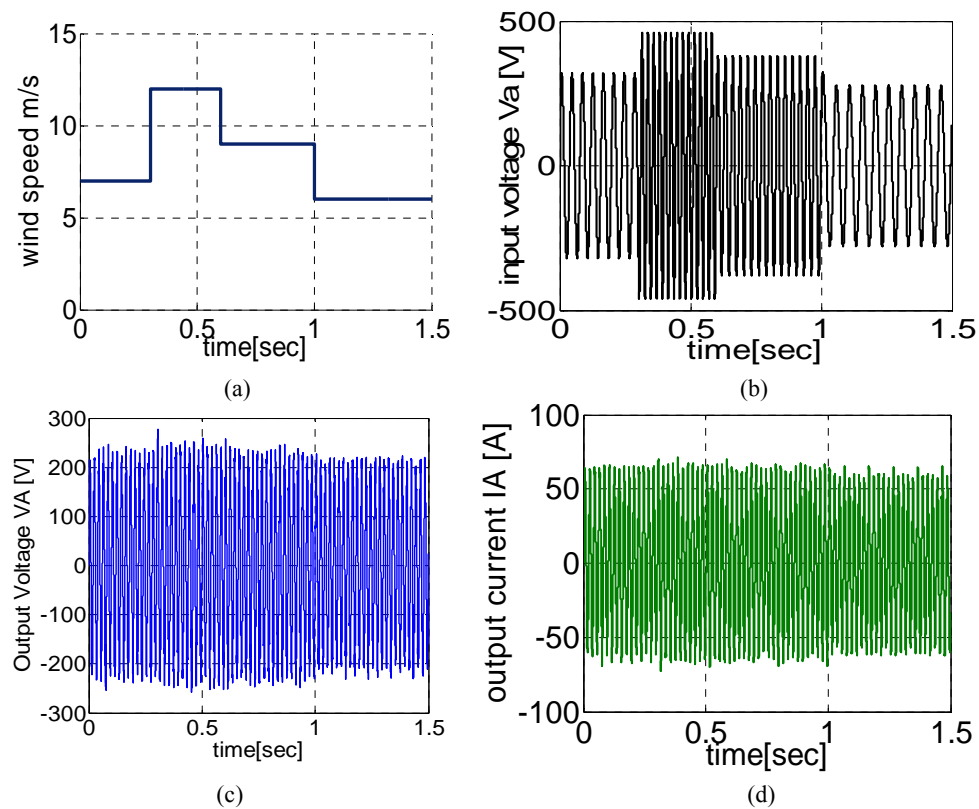 15
10
5
0
0
0.5
1
1.5
wind speed m/s
time[sec]
(a)
500
0
-500
0
0.5
1
1.5
input voltage Va [V]
time[sec]
(b)
300
200
100
0
-100
-200
-300
0
0.5
1
1.5
Output Voltage VA [V]
time[sec]
(c)
100
50
0
-50
-100
0
0.5
1
1.5
output current IA [A]
time[sec]
(d)